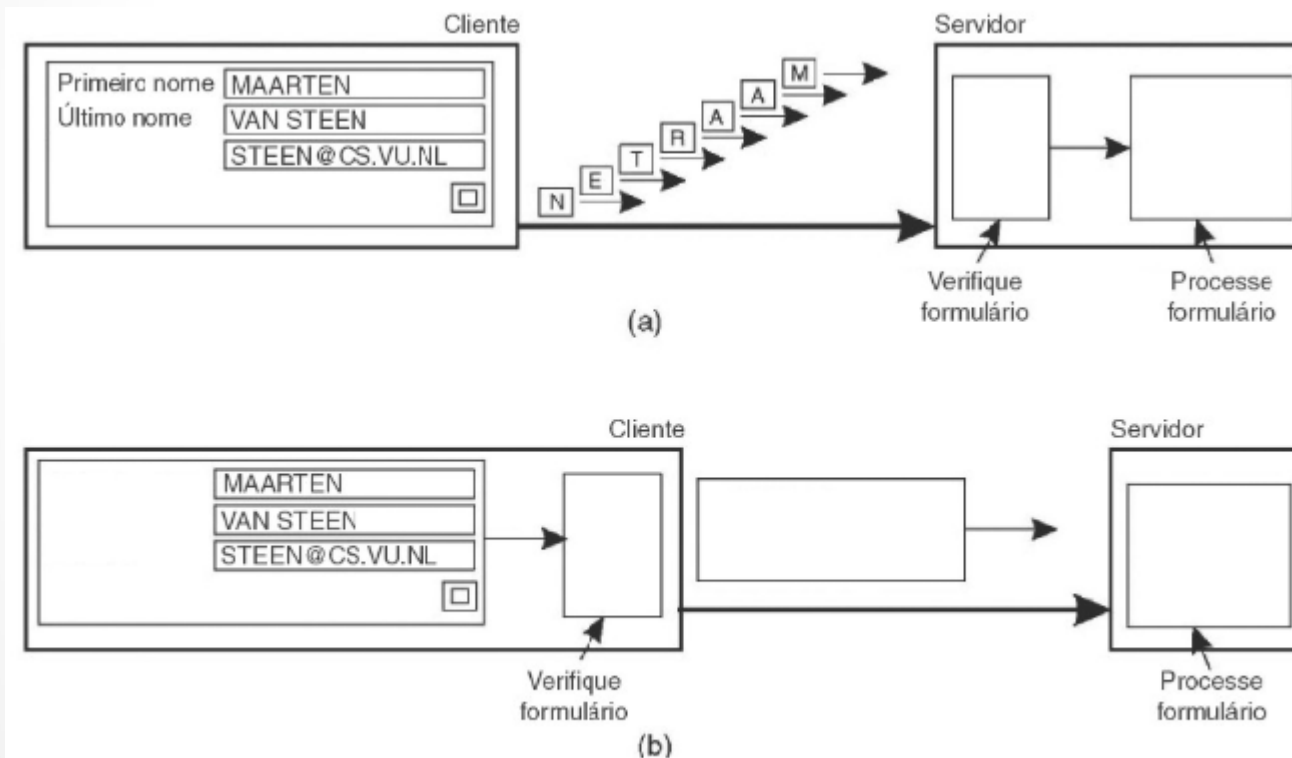 Cliente
Servidor
Primeiro nome MAARTEN
Último nome VAN STEEN
STEEN@CS.VU.NL
N E T R A A M
Verifique formulário
Processe formulário
(a)
Cliente
Servidor
MAARTEN
VAN STEEN
STEEN@CS.VU.NL
Verifique formulário
Processe formulário
(b)